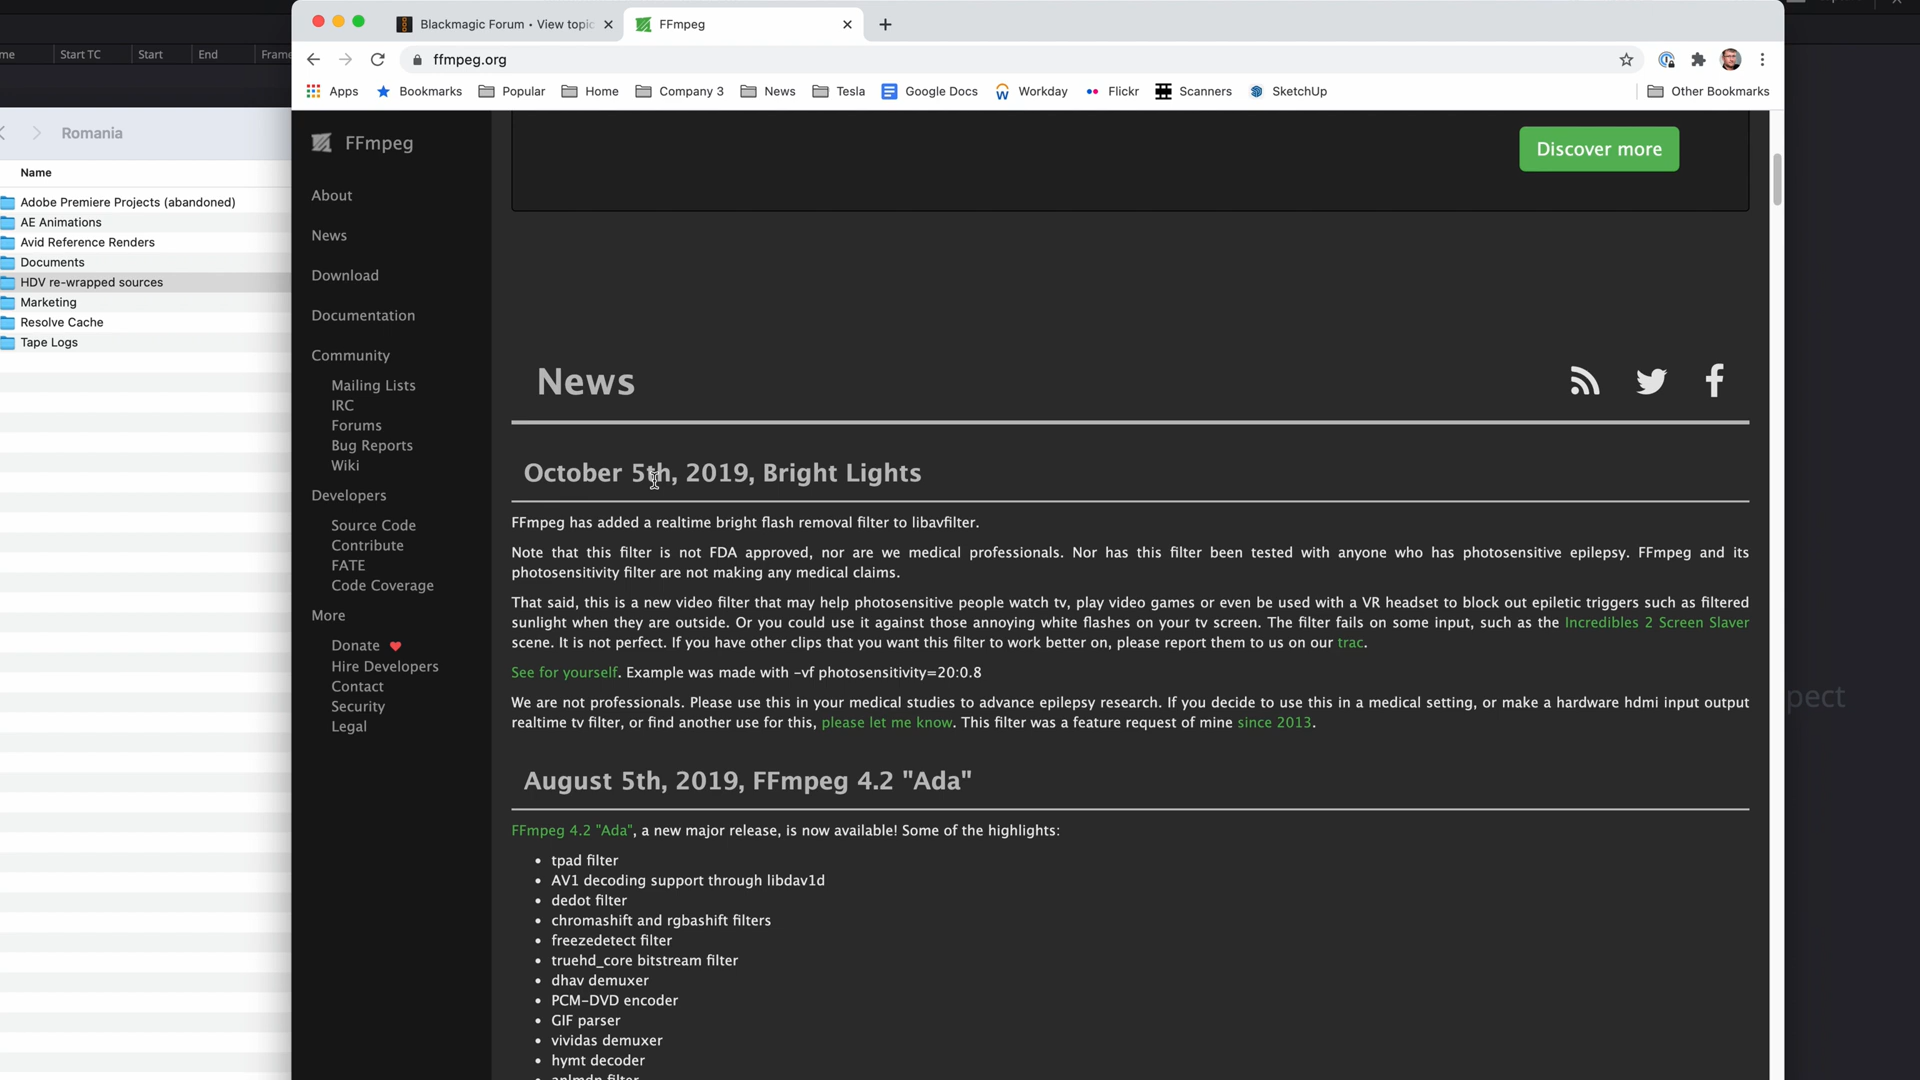 me Start TC Start End Frame
Blackmagic Forum • View topic
FFmpeg
ffmpeg.org
Apps Bookmarks Popular Home Company 3 News Tesla Google Docs Workday Flickr Scanners SketchUp Other Bookmarks
Romania
Name
Adobe Premiere Projects (abandoned)
AE Animations
Avid Reference Renders
Documents
HDV re-wrapped sources
Marketing
Resolve Cache
Tape Logs
FFmpeg
About
News
Download
Documentation
Community
Mailing Lists
IRC
Forums
Bug Reports
Wiki
Developers
Source Code
Contribute
FATE
Code Coverage
More
Donate
Hire Developers
Contact
Security
Legal
Discover more
News
October 5th, 2019, Bright Lights
FFmpeg has added a realtime bright flash removal filter to libavfilter.
Note that this filter is not FDA approved, nor are we medical professionals. Nor has this filter been tested with anyone who has photosensitive epilepsy. FFmpeg and its
photosensitivity filter are not making any medical claims.
That said, this is a new video filter that may help photosensitive people watch tv, play video games or even be used with a VR headset to block out epiletic triggers such as filtered
sunlight when they are outside. Or you could use it against those annoying white flashes on your tv screen. The filter fails on some input, such as the Incredibles 2 Screen Slaver
scene. It is not perfect. If you have other clips that you want this filter to work better on, please report them to us on our trac.
See for yourself. Example was made with -vf photosensitivity=20:0.8
We are not professionals. Please use this in your medical studies to advance epilepsy research. If you decide to use this in a medical setting, or make a hardware hdmi input output
realtime tv filter, or find another use for this, please let me know. This filter was a feature request of mine since 2013.
August 5th, 2019, FFmpeg 4.2 "Ada"
FFmpeg 4.2 "Ada", a new major release, is now available! Some of the highlights:
• tpad filter
• AV1 decoding support through libdav1d
• dedot filter
• chromashift and rgbashift filters
• freezedetect filter
• truehd_core bitstream filter
• dhav demuxer
• PCM-DVD encoder
• GIF parser
• vividas demuxer
• hymt decoder
• anlmdn filter
pect